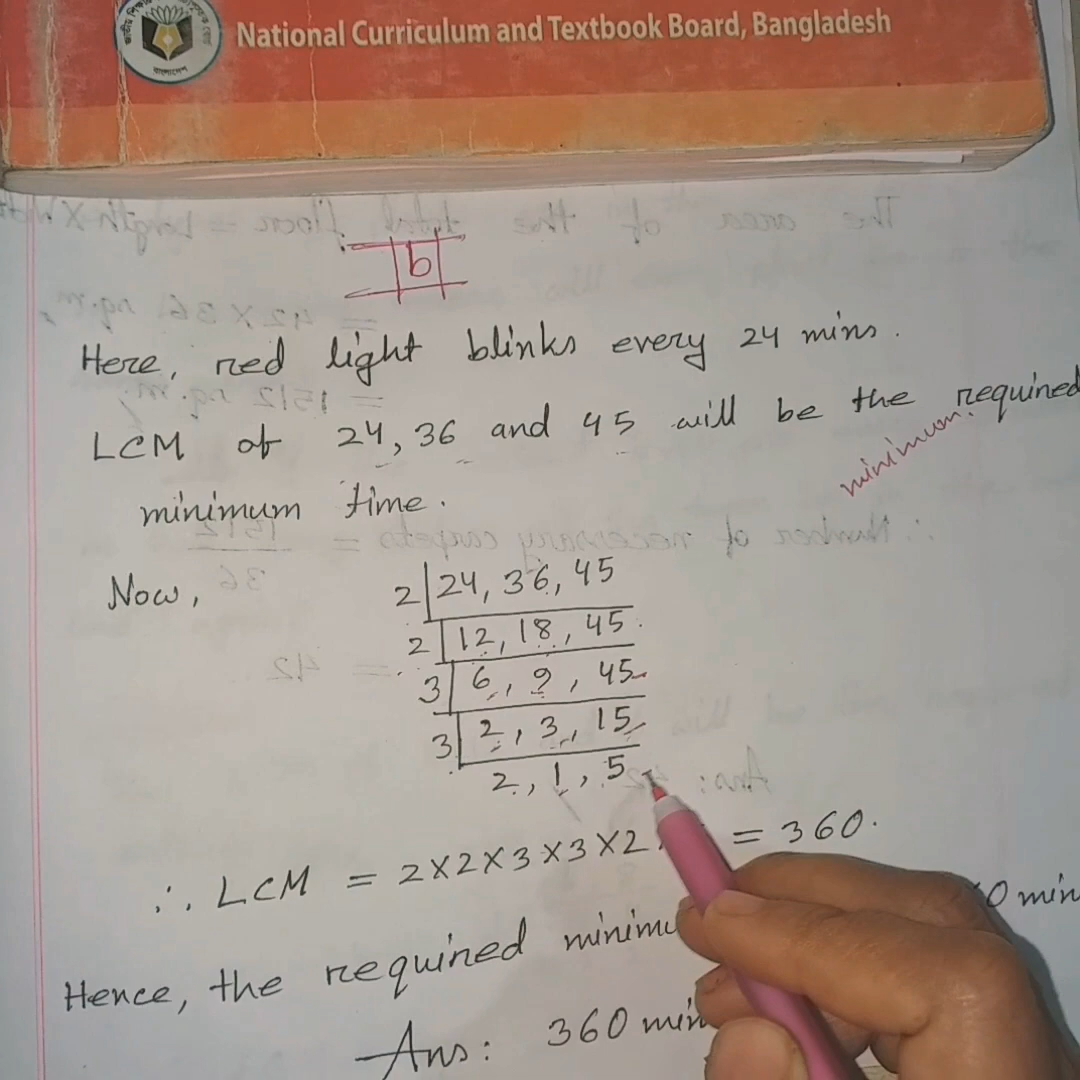 National Curriculum and Textbook Board, Bangladesh
বাংলাদেশ
b
Here, red light blinks every 24 mins.
LCM of 24, 36 and 45 will be the required
minimum.
minimum time.
Now,
2 24, 36, 45
2 12, 18, 45
3 6, 9, 45
3 2, 3, 15
2, 1, 5
∴ LCM = 2×2×3×3×2 = 360.
Hence, the required
Ans: 360